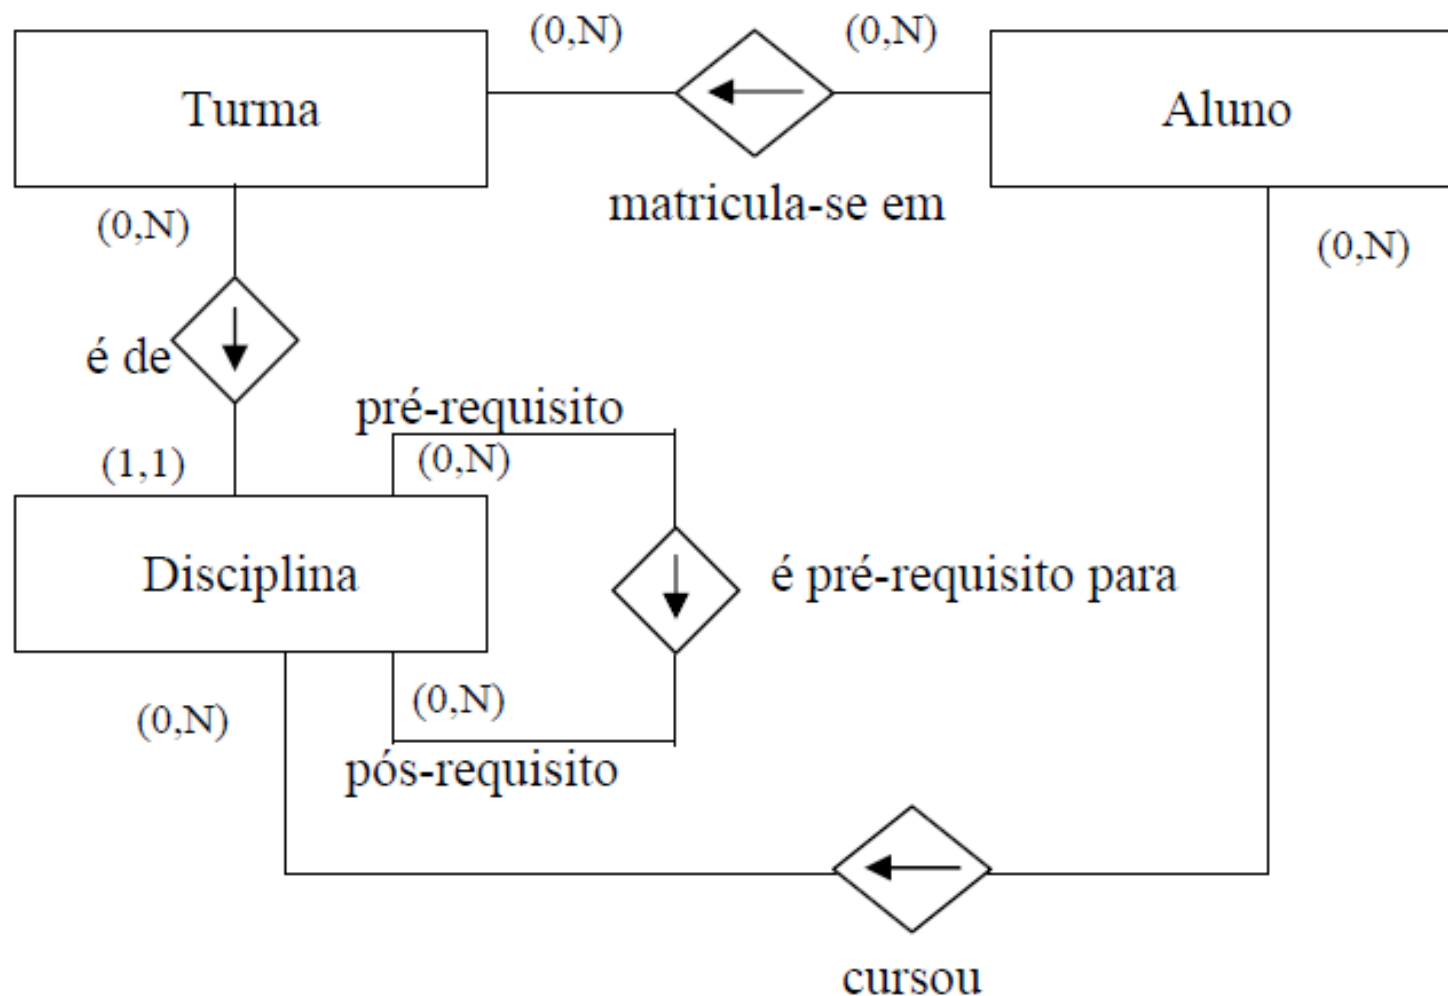 (0,N)
(0,N)
Turma
Aluno
matricula-se em
(0,N)
(0,N)
é de
pré-requisito
(1,1)
(0,N)
Disciplina
é pré-requisito para
(0,N)
(0,N)
pós-requisito
cursou